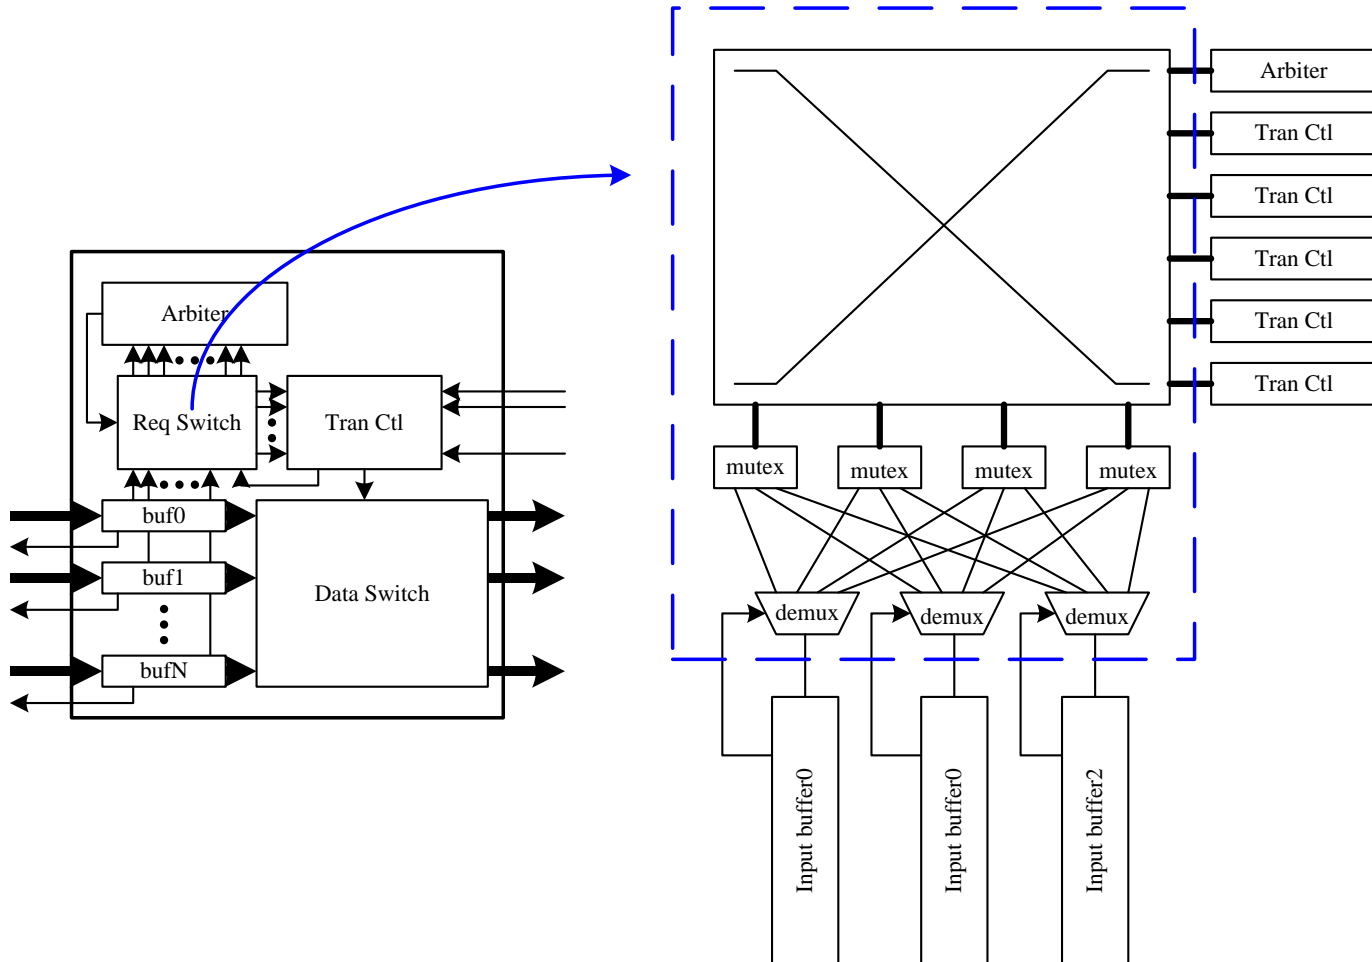 Arbiter
Req Switch
Tran Ctl
buf0
buf1
bufN
Data Switch
Arbiter
Tran Ctl
Tran Ctl
Tran Ctl
Tran Ctl
Tran Ctl
mutex
mutex
mutex
mutex
demux
demux
demux
Input buffer0
Input buffer0
Input buffer2